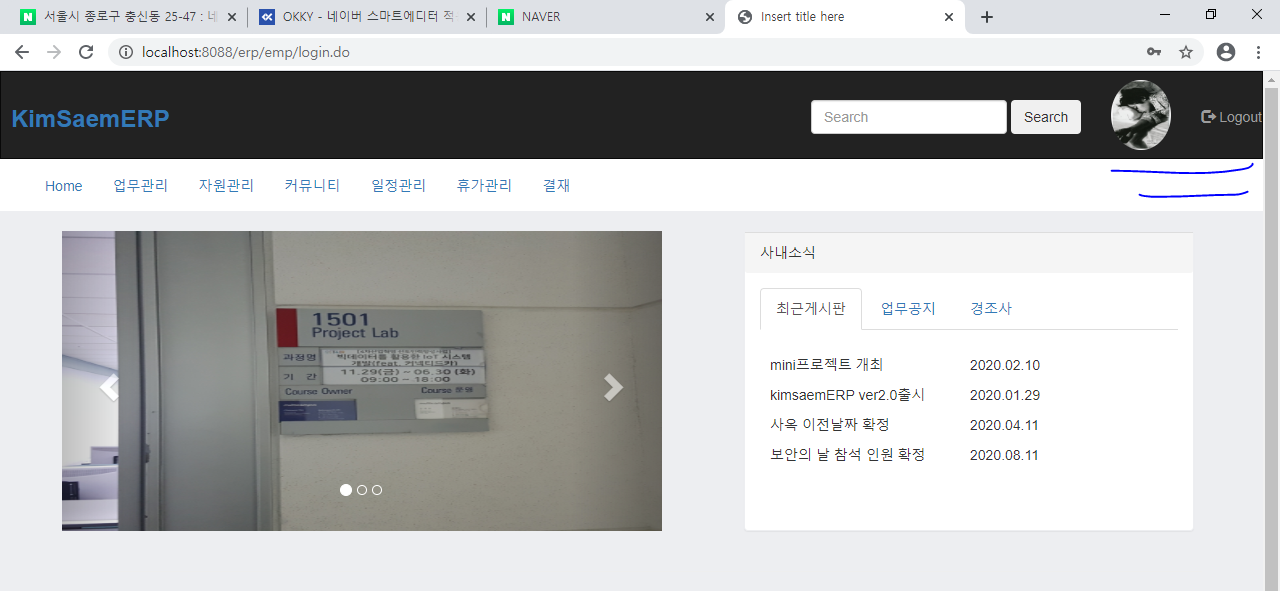 서울시 종로구 충신동 25-47 : 네
OKKY - 네이버 스마트에디터 적
NAVER
Insert title here
localhost:8088/erp/emp/login.do
KimSaemERP
Search
Search
Logout
Home 업무관리 자원관리 커뮤니티 일정관리 휴가관리 결재
1501
Project Lab
과정명
빅데이터를 활용한 IoT 시스템
개발(feat. 커넥티드카)
기 간
11.29(금) - 06.30 (화)
09:00 - 18:00
Course Owner
Course 운영
사내소식
최근게시판 업무공지 경조사
mini프로젝트 개최 2020.02.10
kimsaemERP ver2.0출시 2020.01.29
사옥 이전날짜 확정 2020.04.11
보안의 날 참석 인원 확정 2020.08.11